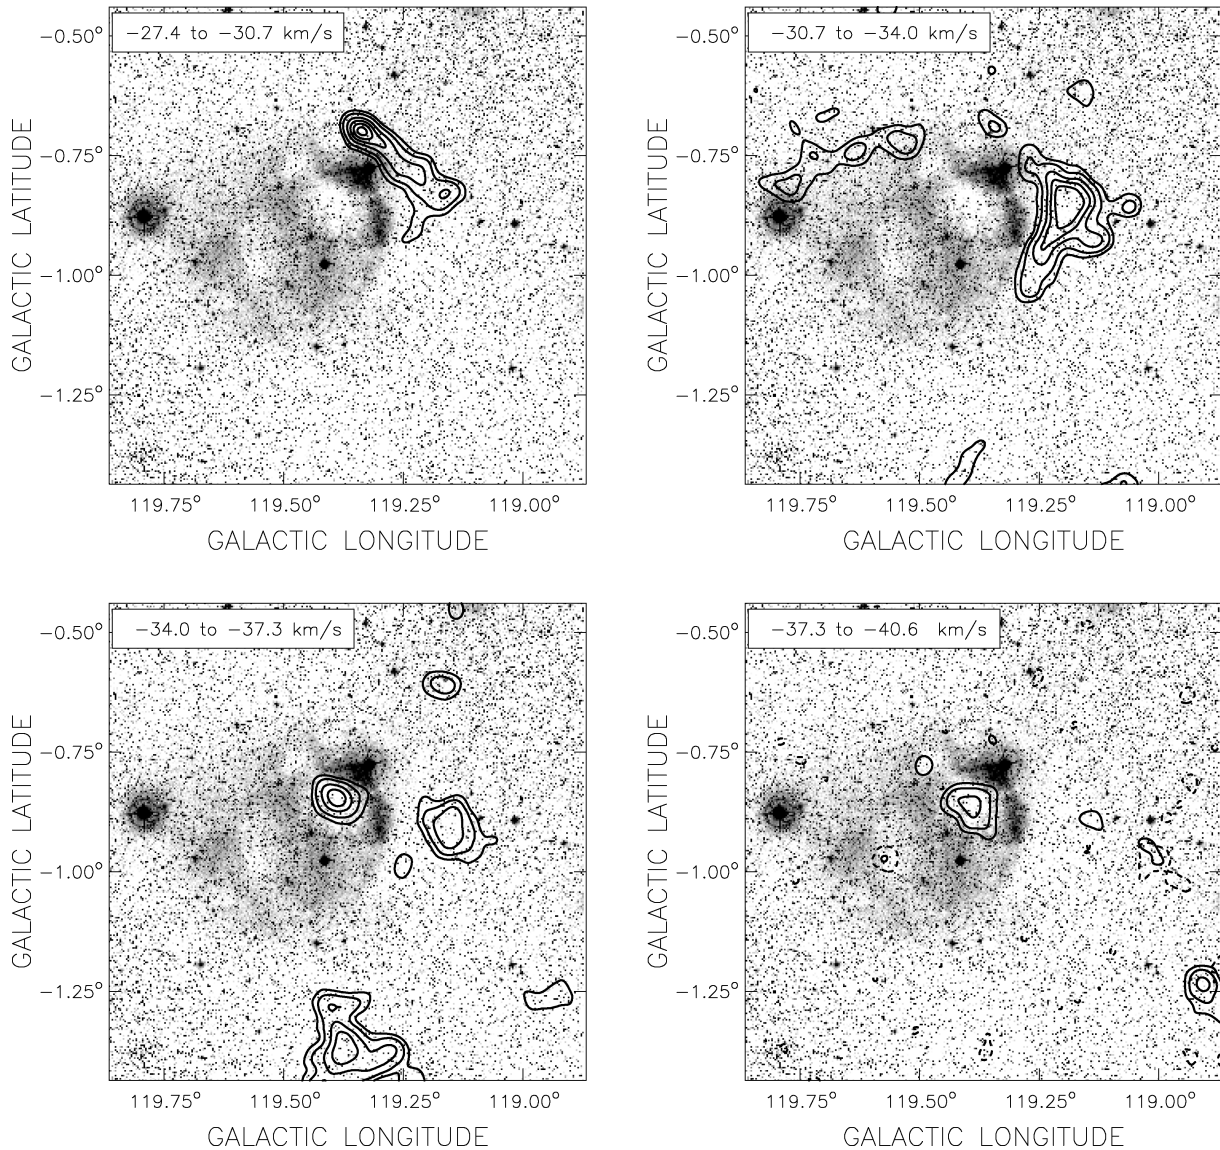 −27.4 to −30.7 km/s
−0.50°
−0.75°
−1.00°
−1.25°
GALACTIC LATITUDE
119.75° 119.50° 119.25° 119.00°
GALACTIC LONGITUDE
−30.7 to −34.0 km/s
−0.50°
−0.75°
−1.00°
−1.25°
GALACTIC LATITUDE
119.75° 119.50° 119.25° 119.00°
GALACTIC LONGITUDE
−34.0 to −37.3 km/s
−0.50°
−0.75°
−1.00°
−1.25°
GALACTIC LATITUDE
119.75° 119.50° 119.25° 119.00°
GALACTIC LONGITUDE
−37.3 to −40.6 km/s
−0.50°
−0.75°
−1.00°
−1.25°
GALACTIC LATITUDE
119.75° 119.50° 119.25° 119.00°
GALACTIC LONGITUDE